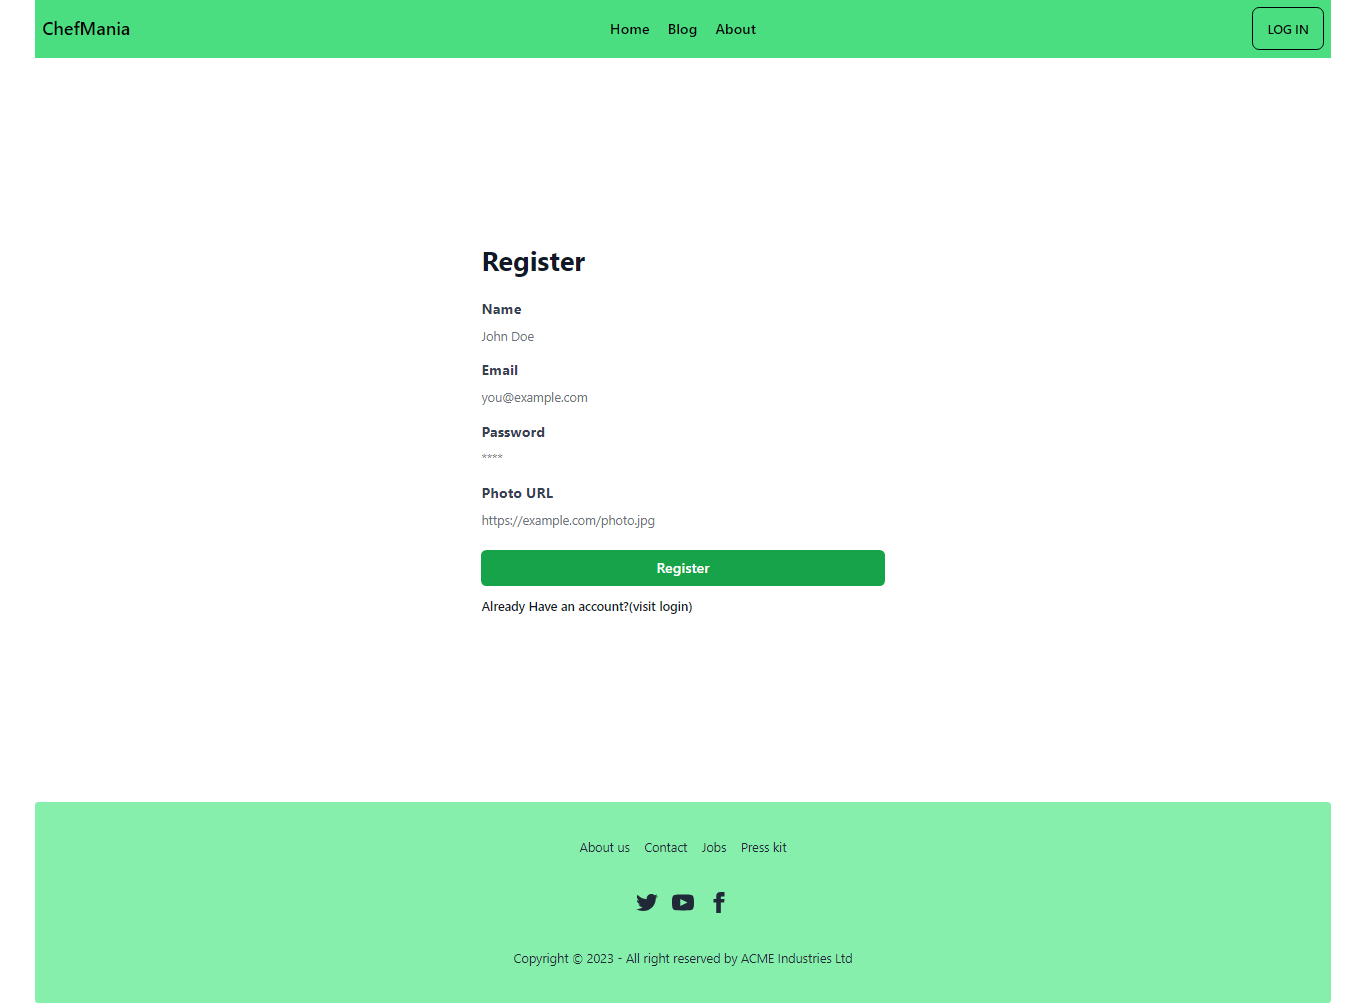 ChefMania Home Blog About LOG IN
Register
Name
John Doe
Email
you@example.com
Password
****
Photo URL
https://example.com/photo.jpg
Register
Already Have an account?(visit login)
About us Contact Jobs Press kit
Copyright © 2023 - All right reserved by ACME Industries Ltd